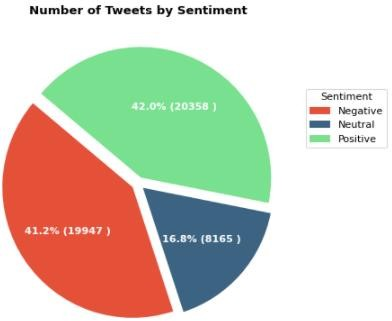 Number of Tweets by Sentiment
42.0% (20358 )
Sentiment
Negative
Neutral
Positive
41.2% (19947 )
16.8% (8165 )